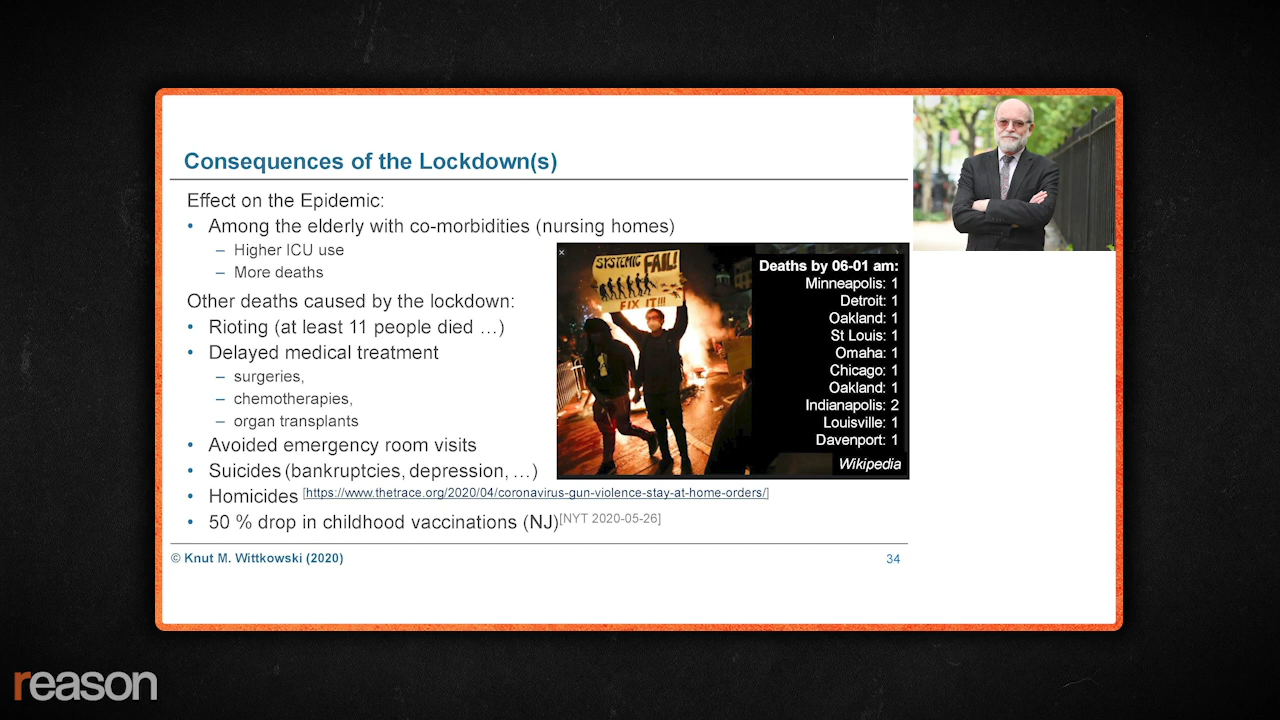 Consequences of the Lockdown(s)
Effect on the Epidemic:
• Among the elderly with co-morbidities (nursing homes)
– Higher ICU use
– More deaths
Other deaths caused by the lockdown:
• Rioting (at least 11 people died …)
• Delayed medical treatment
– surgeries,
– chemotherapies,
– organ transplants
• Avoided emergency room visits
• Suicides (bankruptcies, depression, …)
• Homicides [https://www.thetrace.org/2020/04/coronavirus-gun-violence-stay-at-home-orders/]
• 50 % drop in childhood vaccinations (NJ)[NYT 2020-05-26]
SYSTEMIC FAIL!
FIX IT!!!
Deaths by 06-01 am:
Minneapolis: 1
Detroit: 1
Oakland: 1
St Louis: 1
Omaha: 1
Chicago: 1
Oakland: 1
Indianapolis: 2
Louisville: 1
Davenport: 1
Wikipedia
© Knut M. Wittkowski (2020)
34
reason